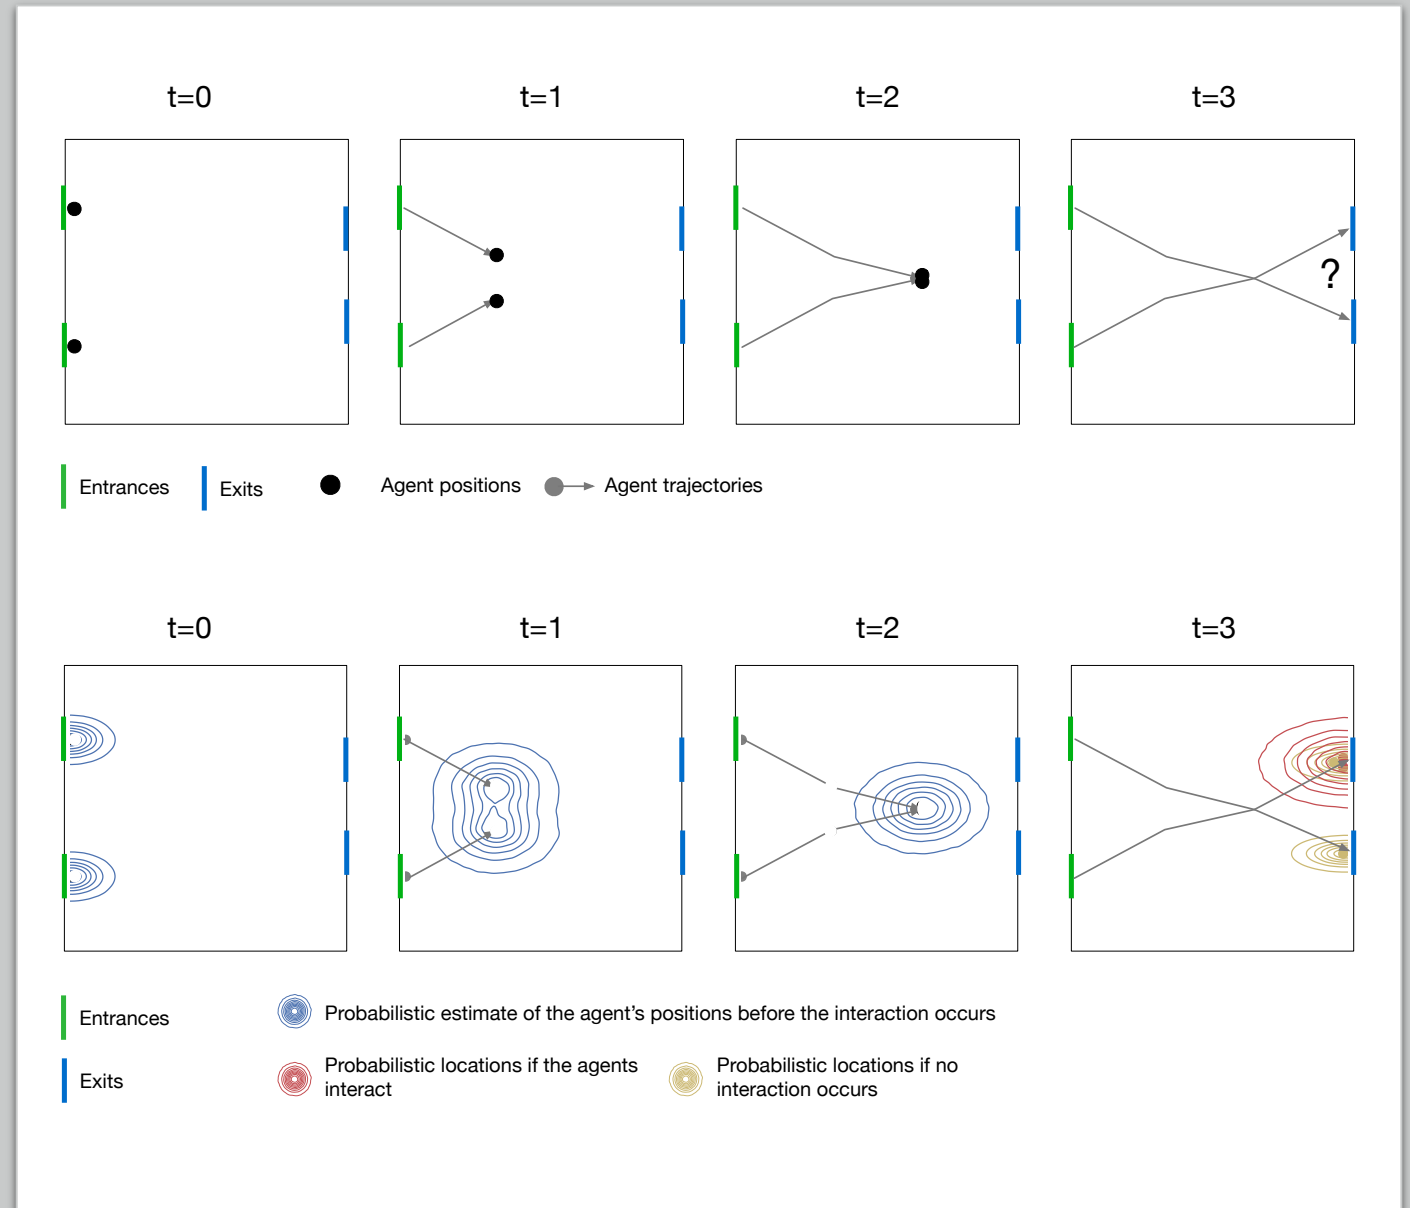 t=0
t=1
t=2
t=3
?
Entrances
Exits
Agent positions
Agent trajectories
t=0
t=1
t=2
t=3
Entrances
Probabilistic estimate of the agent's positions before the interaction occurs
Exits
Probabilistic locations if the agents
interact
Probabilistic locations if no
interaction occurs